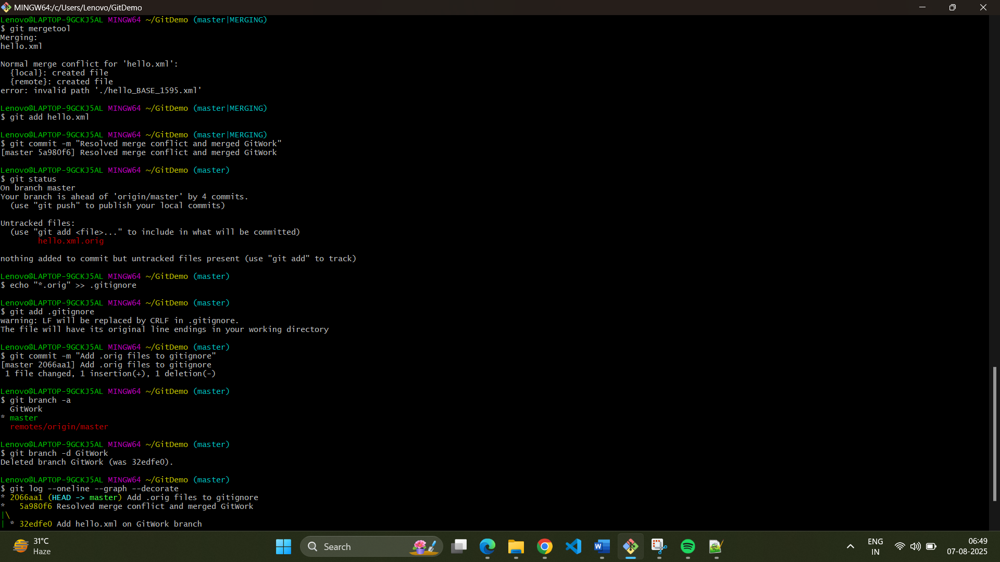 MINGW64:/c/Users/Lenovo/GitDemo
Lenovo@LAPTOP-9GCKJ5AL MINGW64 ~/GitDemo (master|MERGING)
$ git mergetool
Merging:
hello.xml

Normal merge conflict for 'hello.xml':
  {local}: created file
  {remote}: created file
error: invalid path './hello_BASE_1595.xml'

Lenovo@LAPTOP-9GCKJ5AL MINGW64 ~/GitDemo (master|MERGING)
$ git add hello.xml

Lenovo@LAPTOP-9GCKJ5AL MINGW64 ~/GitDemo (master|MERGING)
$ git commit -m "Resolved merge conflict and merged GitWork"
[master 5a980f6] Resolved merge conflict and merged GitWork

Lenovo@LAPTOP-9GCKJ5AL MINGW64 ~/GitDemo (master)
$ git status
On branch master
Your branch is ahead of 'origin/master' by 4 commits.
  (use "git push" to publish your local commits)

Untracked files:
  (use "git add <file>..." to include in what will be committed)
        hello.xml.orig

nothing added to commit but untracked files present (use "git add" to track)

Lenovo@LAPTOP-9GCKJ5AL MINGW64 ~/GitDemo (master)
$ echo "*.orig" >> .gitignore

Lenovo@LAPTOP-9GCKJ5AL MINGW64 ~/GitDemo (master)
$ git add .gitignore
warning: LF will be replaced by CRLF in .gitignore.
The file will have its original line endings in your working directory

Lenovo@LAPTOP-9GCKJ5AL MINGW64 ~/GitDemo (master)
$ git commit -m "Add .orig files to gitignore"
[master 2066aa1] Add .orig files to gitignore
 1 file changed, 1 insertion(+), 1 deletion(-)

Lenovo@LAPTOP-9GCKJ5AL MINGW64 ~/GitDemo (master)
$ git branch -a
  GitWork
* master
  remotes/origin/master

Lenovo@LAPTOP-9GCKJ5AL MINGW64 ~/GitDemo (master)
$ git branch -d GitWork
Deleted branch GitWork (was 32edfe0).

Lenovo@LAPTOP-9GCKJ5AL MINGW64 ~/GitDemo (master)
$ git log --oneline --graph --decorate
* 2066aa1 (HEAD -> master) Add .orig files to gitignore
*   5a980f6 Resolved merge conflict and merged GitWork
|\
| * 32edfe0 Add hello.xml on GitWork branch
31°C
Haze
Search
ENG
IN
06:49
07-08-2025